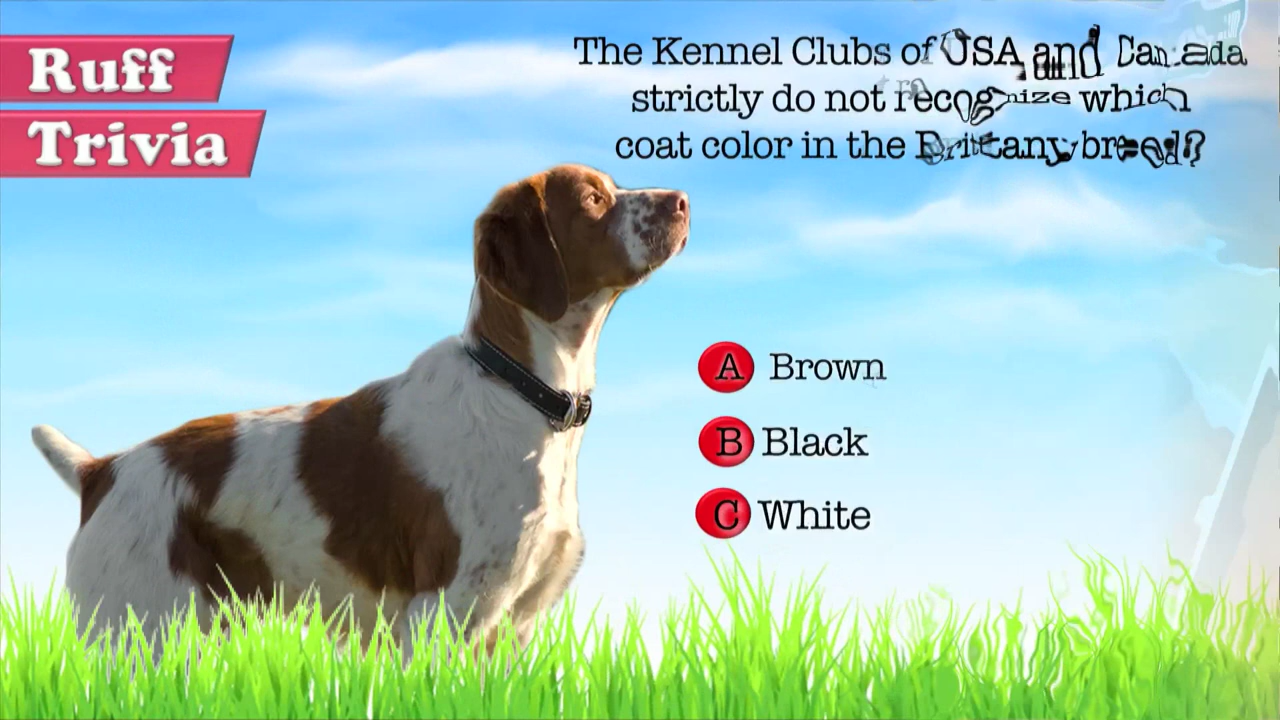 Ruff
Trivia
The Kennel Clubs of USA and Canada
strictly do not recognize which
coat color in the Brittany breed?
A Brown
B Black
C White